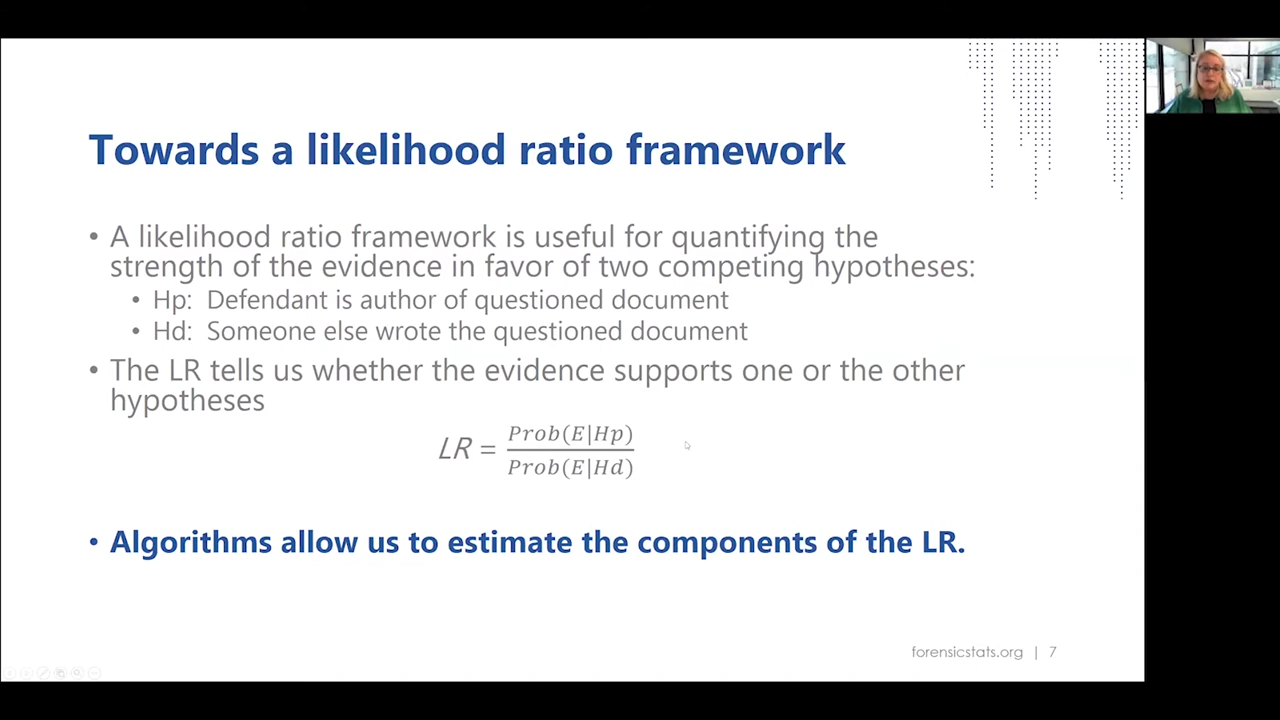 Towards a likelihood ratio framework
• A likelihood ratio framework is useful for quantifying the
strength of the evidence in favor of two competing hypotheses:
• Hp: Defendant is author of questioned document
• Hd: Someone else wrote the questioned document
• The LR tells us whether the evidence supports one or the other
hypotheses
LR = Prob(E|Hp)
Prob(E|Hd)
• Algorithms allow us to estimate the components of the LR.
forensicstats.org | 7